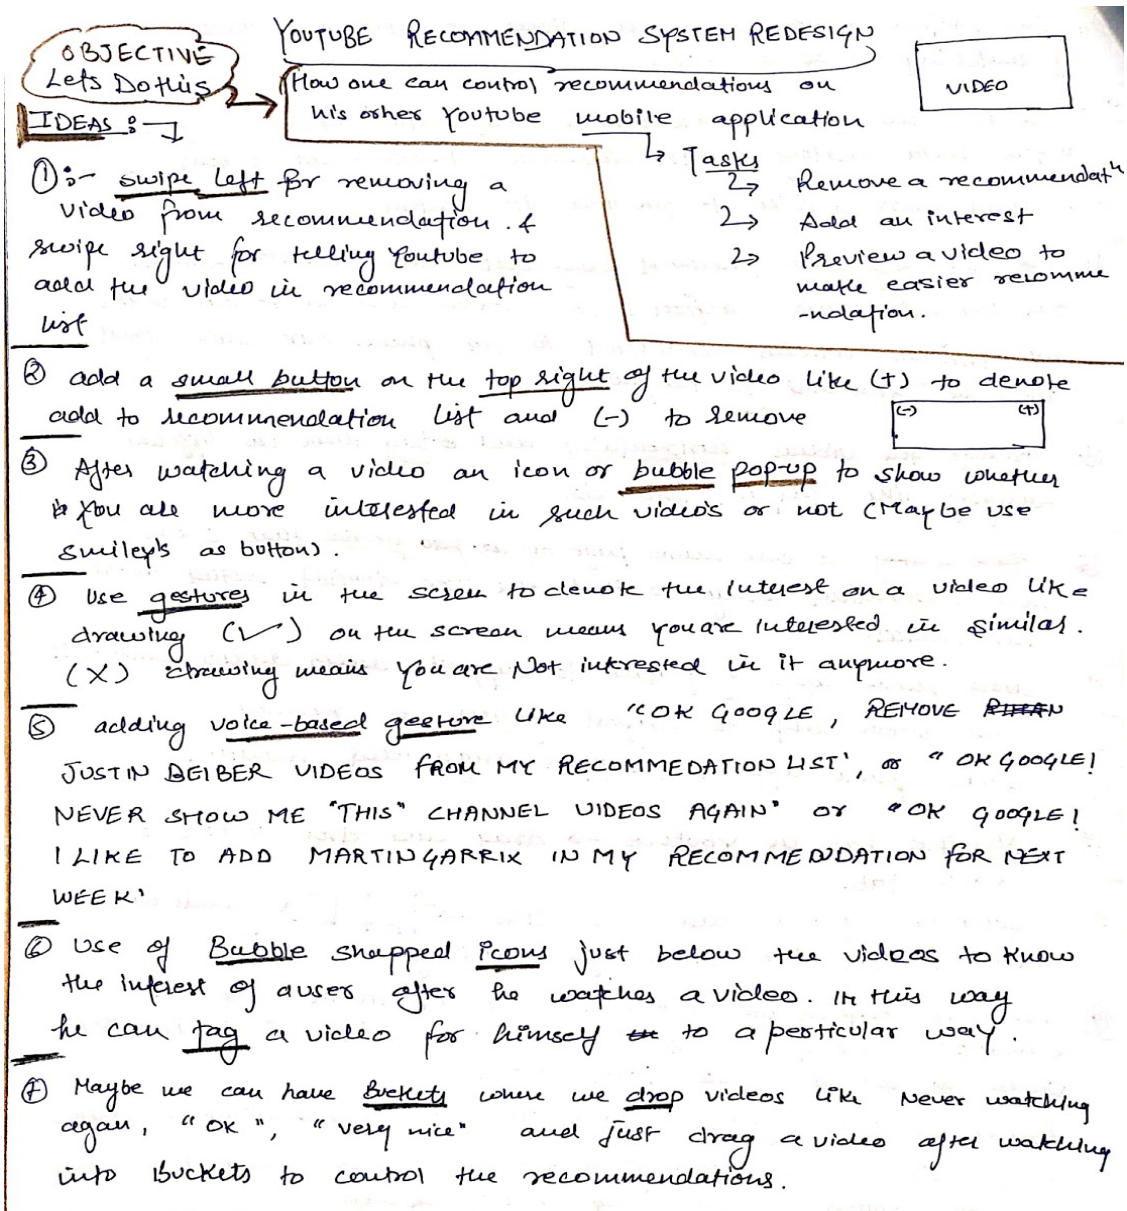 YOUTUBE RECOMMENDATION SYSTEM REDESIGN
OBJECTIVE
Lets Do this
How one can control recommendations on
his other Youtube mobile application
VIDEO
Tasks
Remove a recommendatn
Add an interest
Preview a video to
make easier recomme
-ndation.
IDEAS :-
①:- swipe left for removing a
video from recommendation. &
swipe right for telling Youtube to
add the video in recommendation
list
② add a small button on the top right of the video like (+) to denote
add to recommendation list and (-) to remove
(-) (+)
③ After watching a video an icon or bubble pop-up to show whether
you are more interested in such video's or not (Maybe use
smiley's as button).
④ Use gestures in the screen to denote the interest on a video like
drawing (✓) on the screen means you are interested in similar.
(X) drawing means you are Not interested in it anymore.
⑤ adding voice-based gesture like "OK GOOGLE, REMOVE
JUSTIN BEIBER VIDEOS FROM MY RECOMMEDATION LIST', or " OK GOOGLE!
NEVER SHOW ME "THIS" CHANNEL VIDEOS AGAIN" or "OK GOOGLE!
I LIKE TO ADD MARTIN GARRIX IN MY RECOMMENDATION FOR NEXT
WEEK'
⑥ Use of Bubble shapped icons just below the videos to know
the interest of a user after he watches a video. In this way
he can tag a video for himself to a perticular way.
⑦ Maybe we can have Buckets where we drop videos like Never watching
again, "OK", "very nice" and just drag a video after watching
into Buckets to control the recommendations.